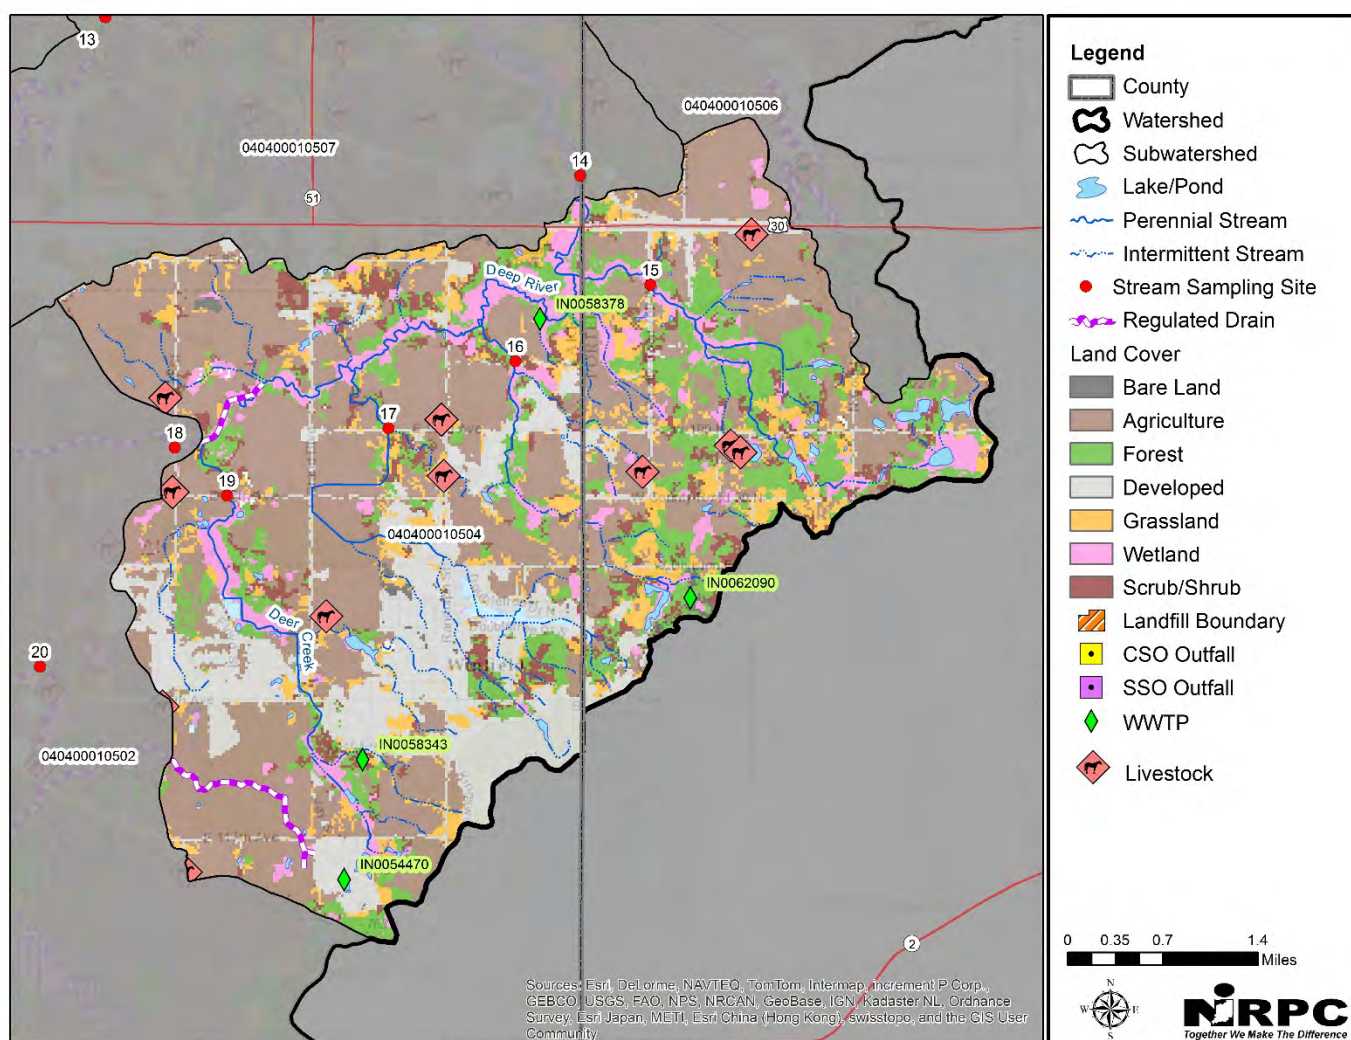 13
040400010506
040400010507
14
51
30
Deep River
15
IN0058378
16
17
18
19
040400010504
IN0062090
Deer Creek
Winfield
20
040400010502
IN0058343
E 117th Ave
IN0054470
2
Sources: Esri, DeLorme, NAVTEQ, TomTom, Intermap, increment P Corp.,
GEBCO, USGS, FAO, NPS, NRCAN, GeoBase, IGN, Kadaster NL, Ordnance
Survey, Esri Japan, METI, Esri China (Hong Kong), swisstopo, and the GIS User
Community
Legend
County
Watershed
Subwatershed
Lake/Pond
Perennial Stream
Intermittent Stream
Stream Sampling Site
Regulated Drain
Land Cover
Bare Land
Agriculture
Forest
Developed
Grassland
Wetland
Scrub/Shrub
Landfill Boundary
CSO Outfall
SSO Outfall
WWTP
Livestock
0 0.35 0.7 1.4
Miles
N
W E
S
NIRPC
Together We Make The Difference